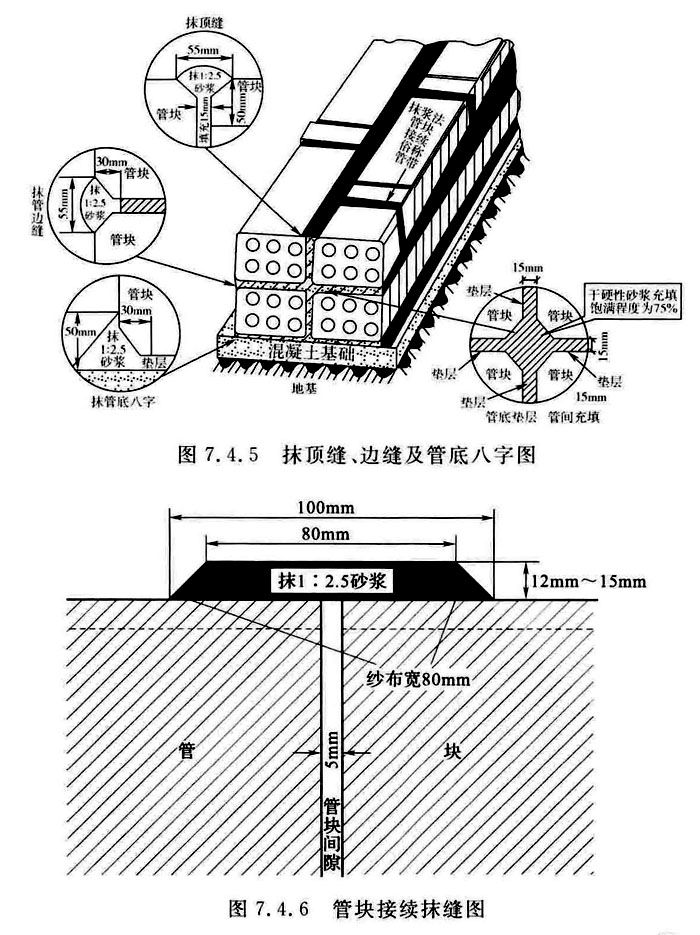 抹顶缝
55mm
抹1:2.5
砂浆
管块
管块
填充15mm
50mm
抹浆法
管块续
接俗称
管带
抹管边缝
30mm
管块
55mm
抹
1:2.5
砂浆
管块
管块
30mm
50mm
抹
1:2.5
砂浆
垫层
抹管底八字
混凝土基础
地基
15mm
垫层
干硬性砂浆充填
饱满程度为75%
管块
管块
15mm
管块
管块
垫层
垫层
垫层
15mm
管底垫层
管间充填
图 7.4.5 抹顶缝、边缝及管底八字图
100mm
80mm
抹1∶2.5砂浆
12mm～15mm
纱布宽80mm
管
块
5mm
管块间隙
图 7.4.6 管块接续抹缝图